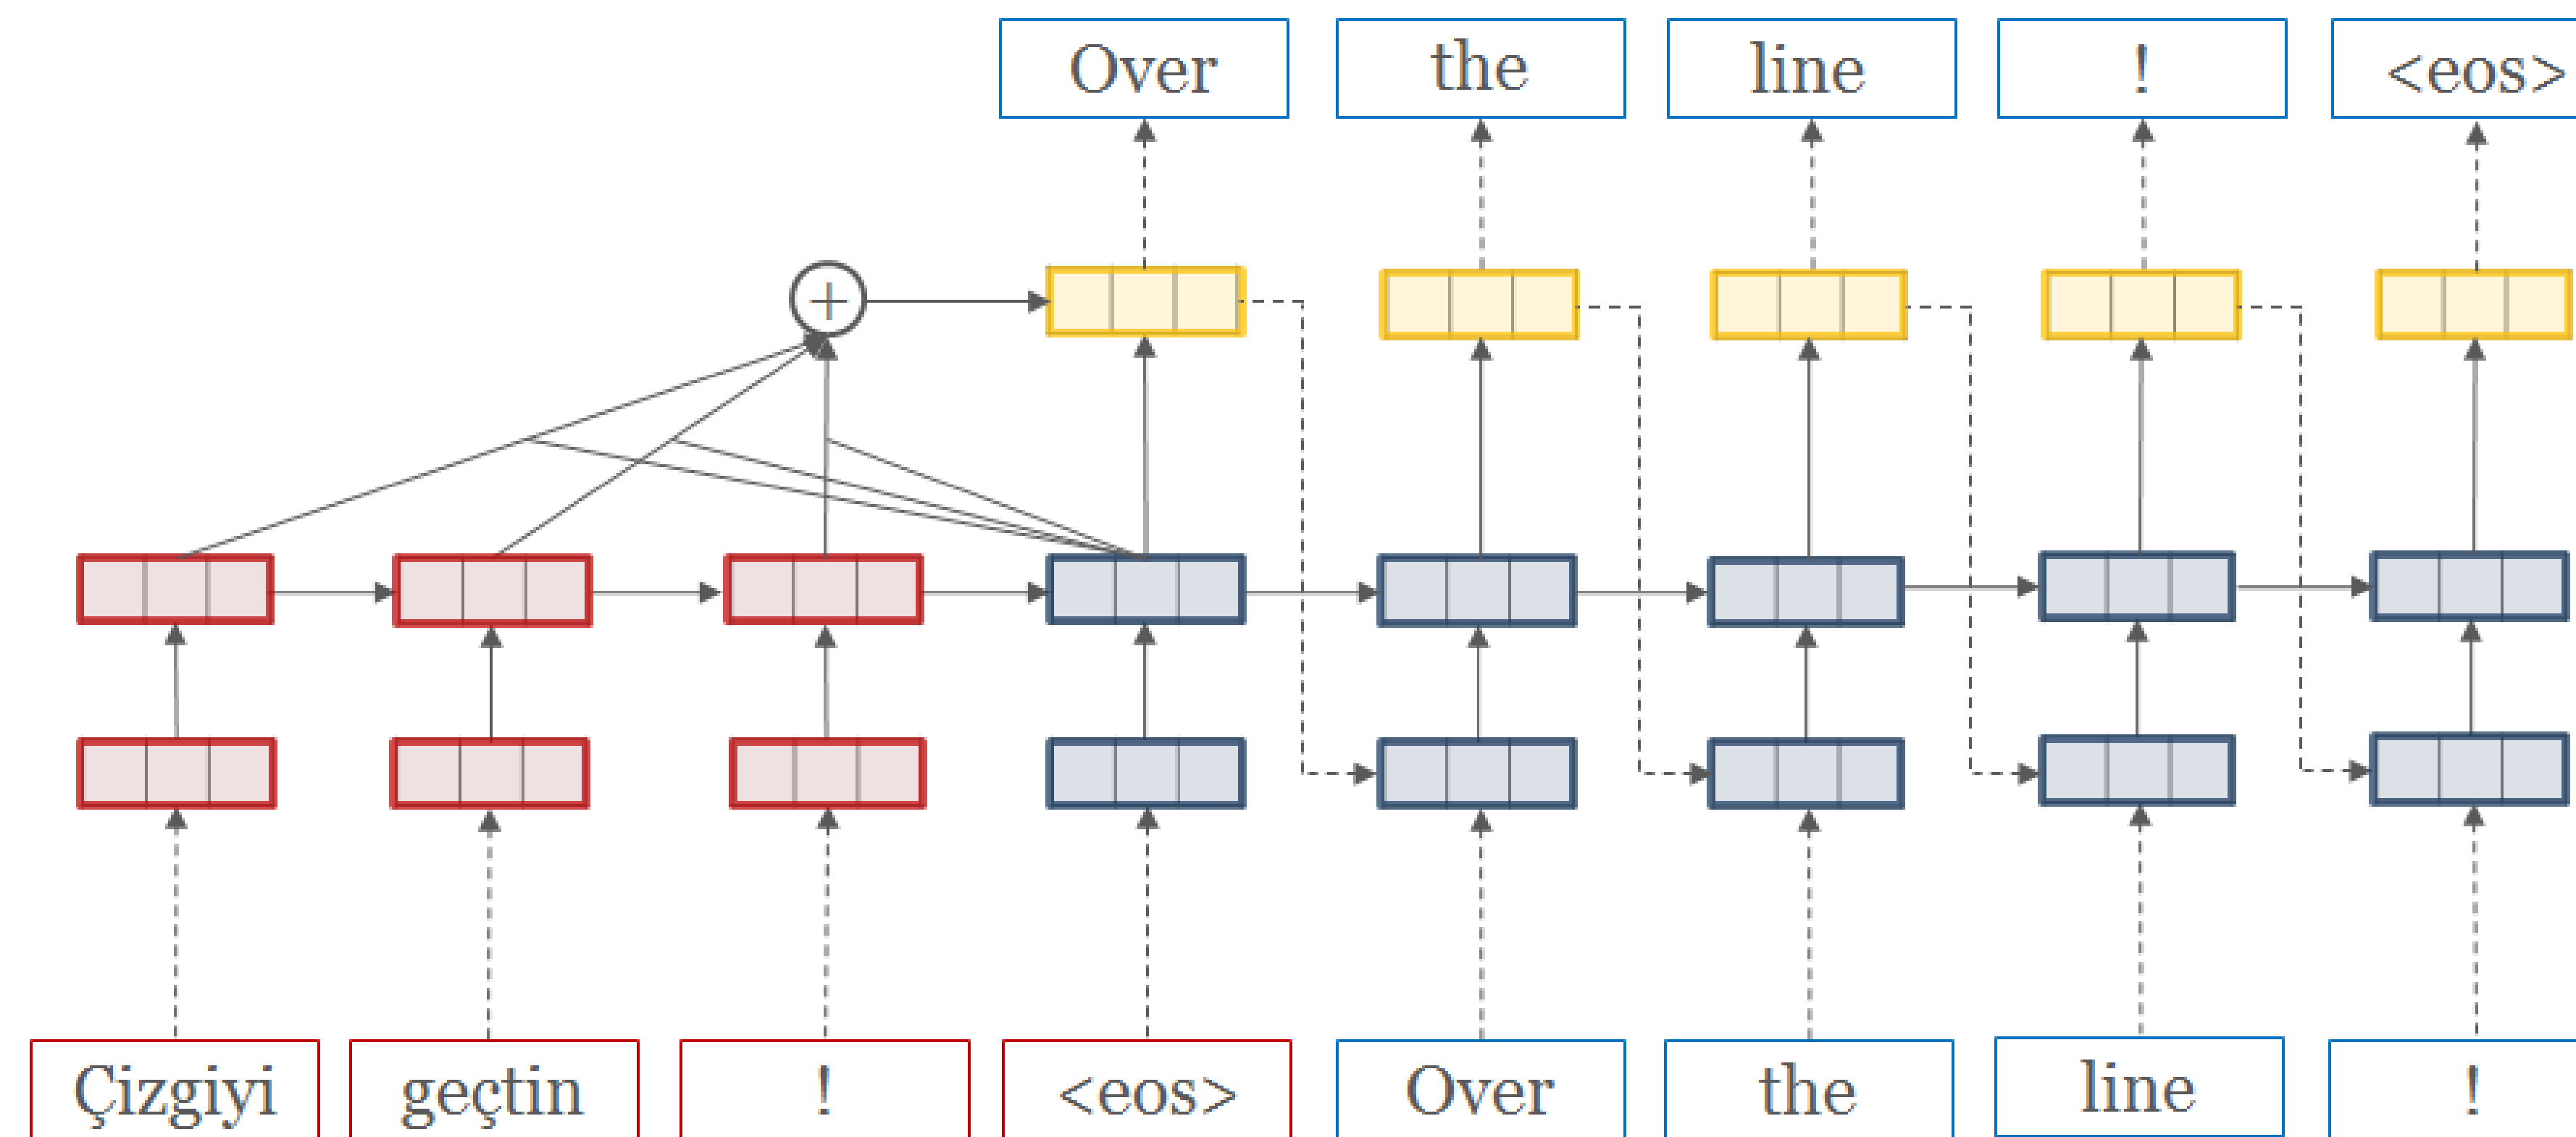 Over the line ! <eos>
+
Çizgiyi geçtin ! <eos> Over the line !